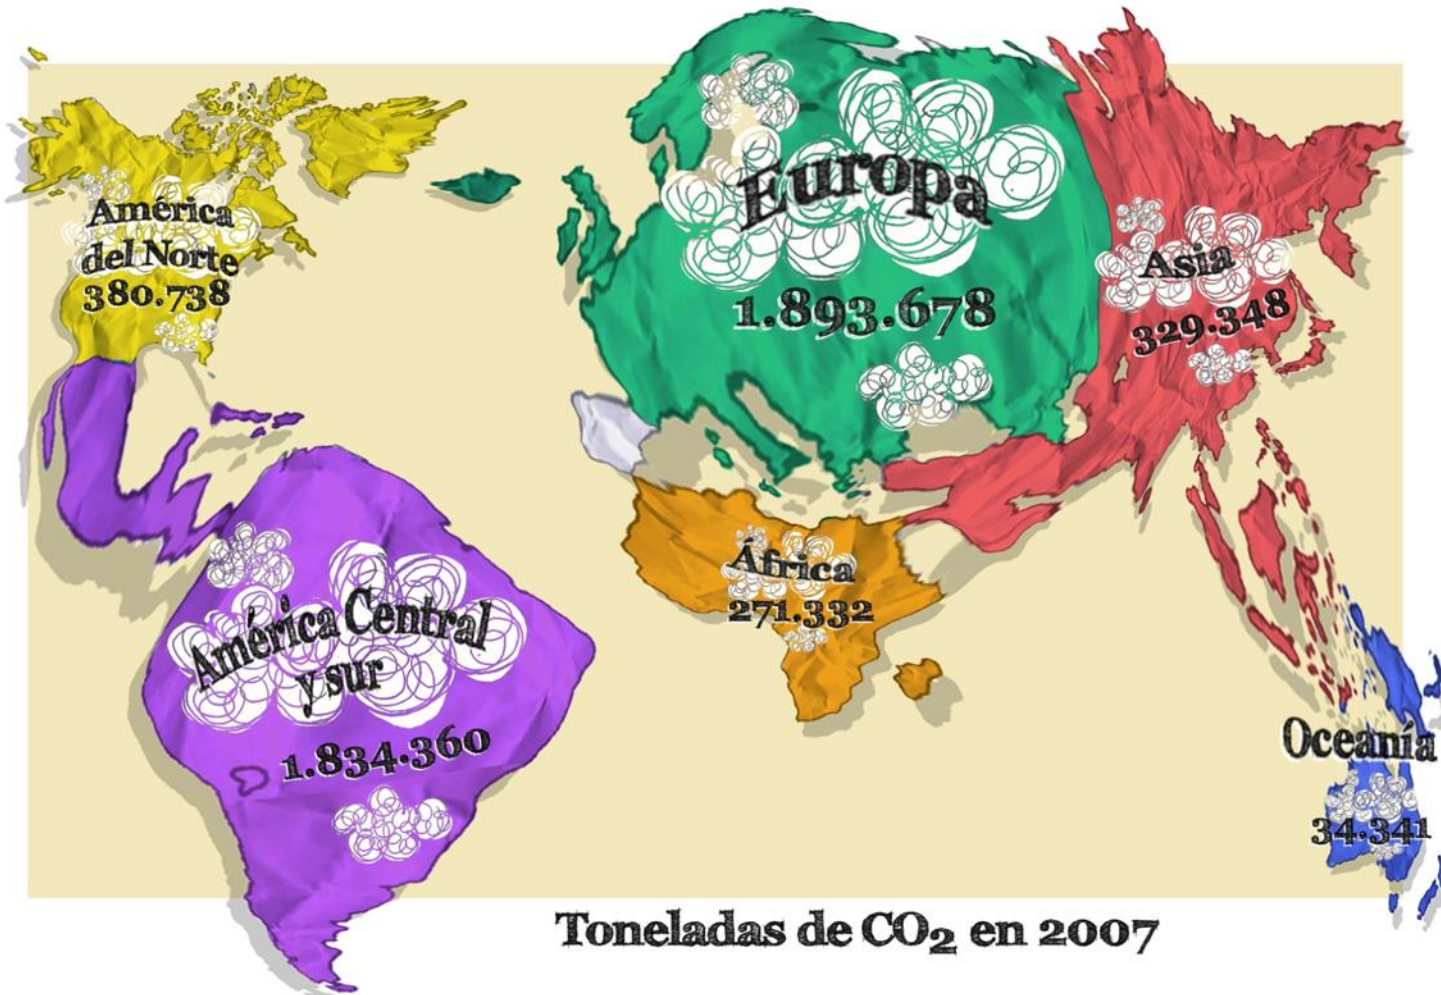 América
del Norte
380.738
Europa
1.893.678
Asia
329.348
África
271.332
América Central
y sur
1.834.360
Oceanía
34.341
Toneladas de CO₂ en 2007